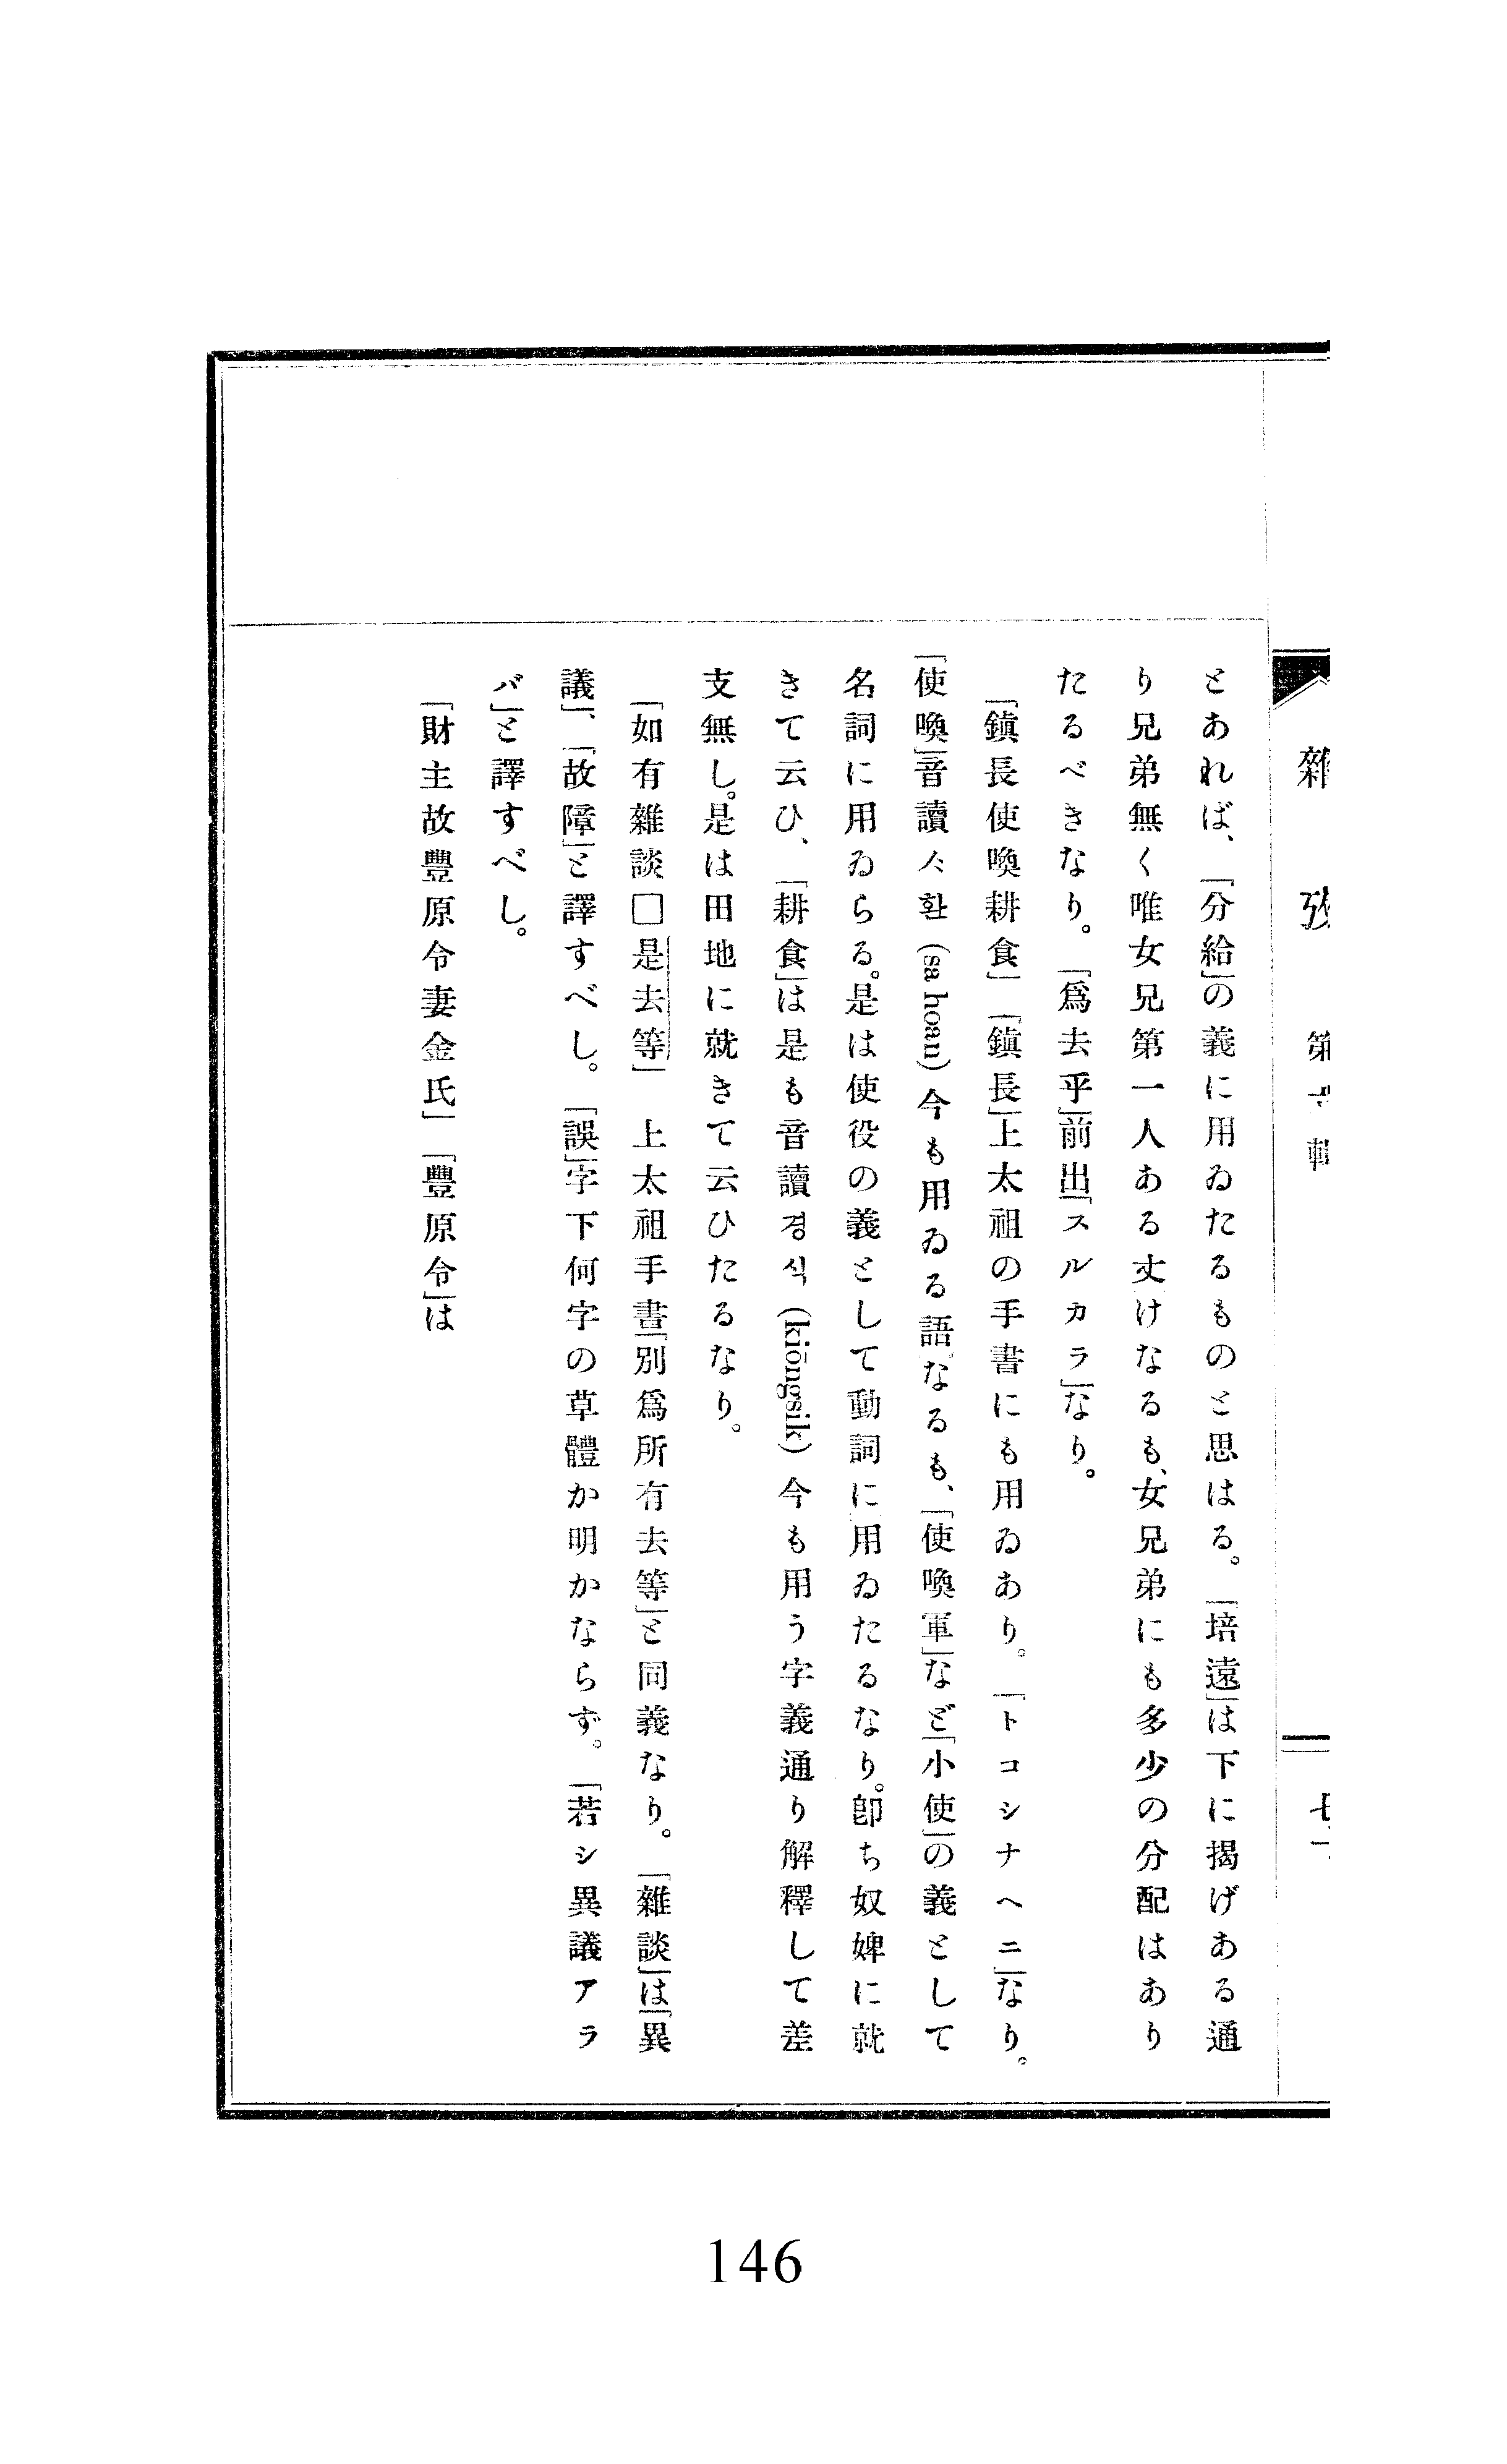 雜攷　第　輯
とあれば、「分給」の義に用ゐたるものと思はる。「培遠」は下に揭げある通
り兄弟無く唯女兄第一人ある丈けなるも、女兄弟にも多少の分配はあり
たるべきなり。「爲去乎」前出「スルカラ」なり。
「鎭長使喚耕食」「鎭長」上太祖の手書にも用ゐあり。「トコシナヘニ」なり。
「使喚」音讀亽환（sa hoan）今も用ゐる語なるも、「使喚軍」など「小使」の義として
名詞に用ゐらる。是は使役の義として動詞に用ゐたるなり。卽ち奴婢に就
きて云ひ、「耕食」は是も音讀경식（kiōngsik）今も用う字義通り解釋して差
支無し。是は田地に就きて云ひたるなり。
「如有雜談□是去等」　上太祖手書「別爲所有去等」と同義なり。「雜談」は「異
議」、「故障」と譯すべし。「誤」字下何字の草體か明かならず。「若シ異議アラ
バ」と譯すべし。
「財主故豐原令妻金氏」「豐原令」は
146